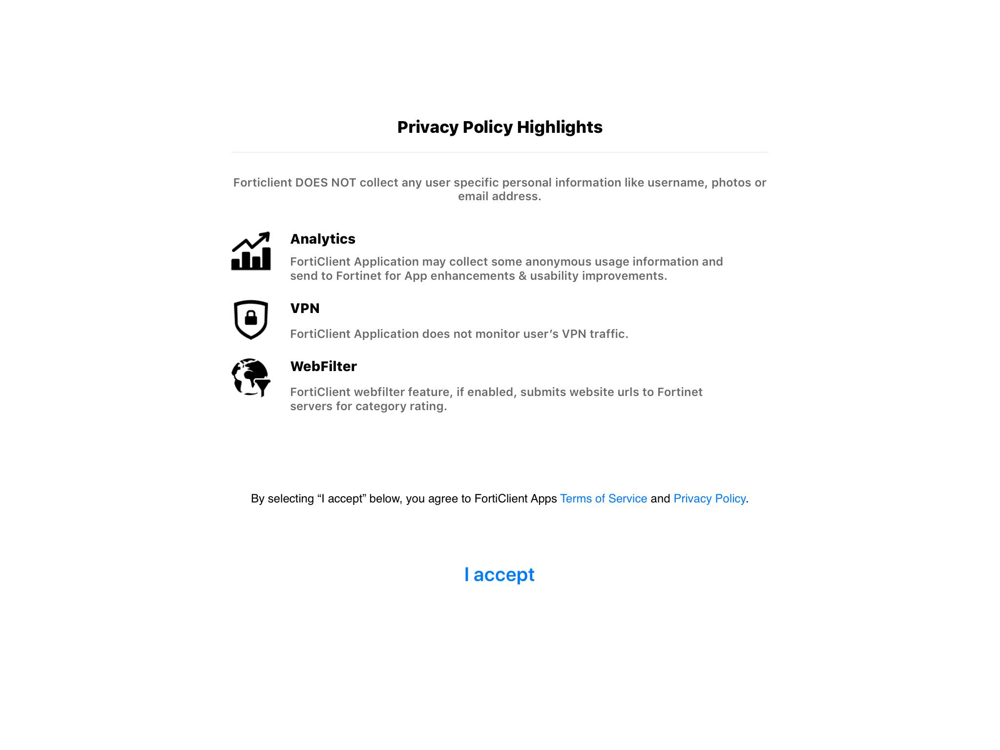 Privacy Policy Highlights
Forticlient DOES NOT collect any user specific personal information like username, photos or
email address.
Analytics
FortiClient Application may collect some anonymous usage information and
send to Fortinet for App enhancements & usability improvements.
VPN
FortiClient Application does not monitor user’s VPN traffic.
WebFilter
FortiClient webfilter feature, if enabled, submits website urls to Fortinet
servers for category rating.
By selecting “I accept” below, you agree to FortiClient Apps Terms of Service and Privacy Policy.
I accept